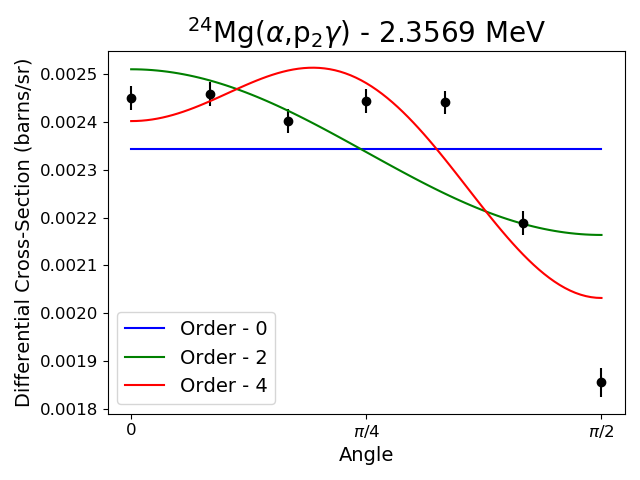 ²⁴Mg(α,p₂γ) - 2.3569 MeV
Differential Cross-Section (barns/sr)
0.0025
0.0024
0.0023
0.0022
0.0021
0.0020
0.0019
0.0018
Order - 0
Order - 2
Order - 4
0 π/4 π/2
Angle